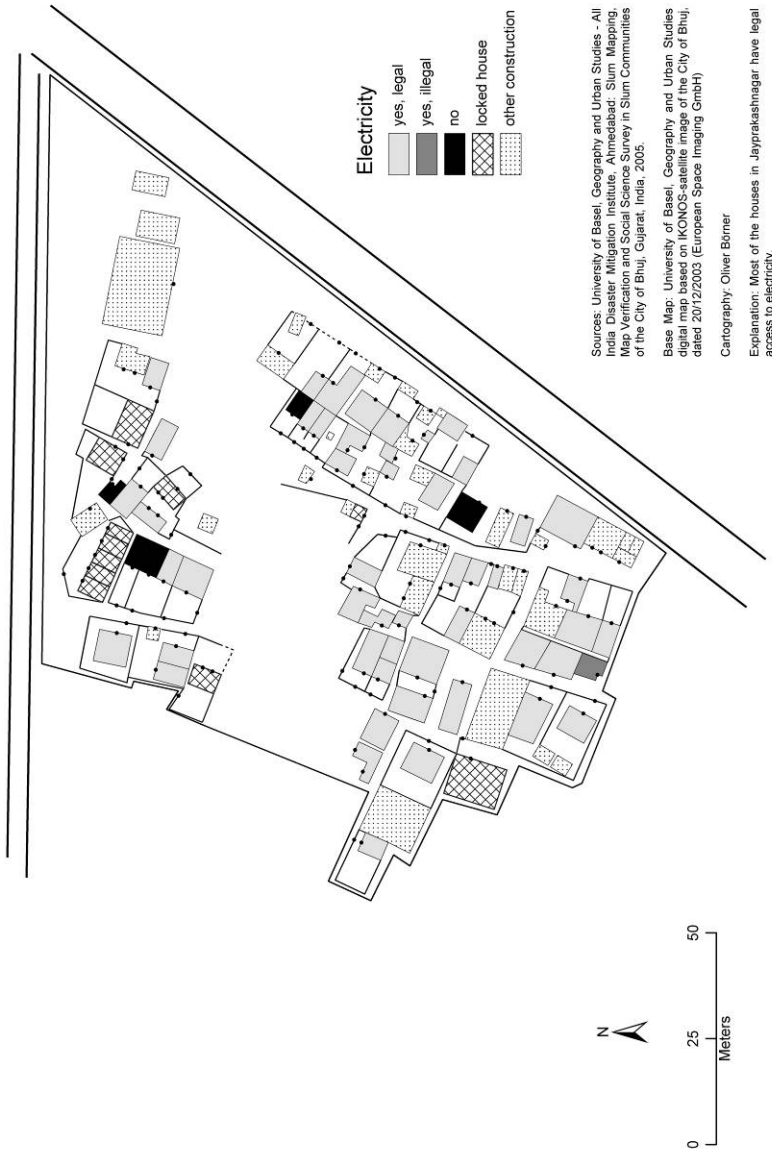 Electricity
yes, legal
yes, illegal
no
locked house
other construction
Sources: University of Basel, Geography and Urban Studies - All
India Disaster Mitigation Institute, Ahmedabad: Slum Mapping,
Map Verification and Social Science Survey in Slum Communities
of the City of Bhuj, Gujarat, India, 2005.
Base Map: University of Basel, Geography and Urban Studies
digital map based on IKONOS-satellite image of the City of Bhuj,
dated 20/12/2003 (European Space Imaging GmbH)
Cartography: Oliver Börner
Explanation: Most of the houses in Jayprakashnagar have legal
access to electricity.
N
0 25 50
Meters